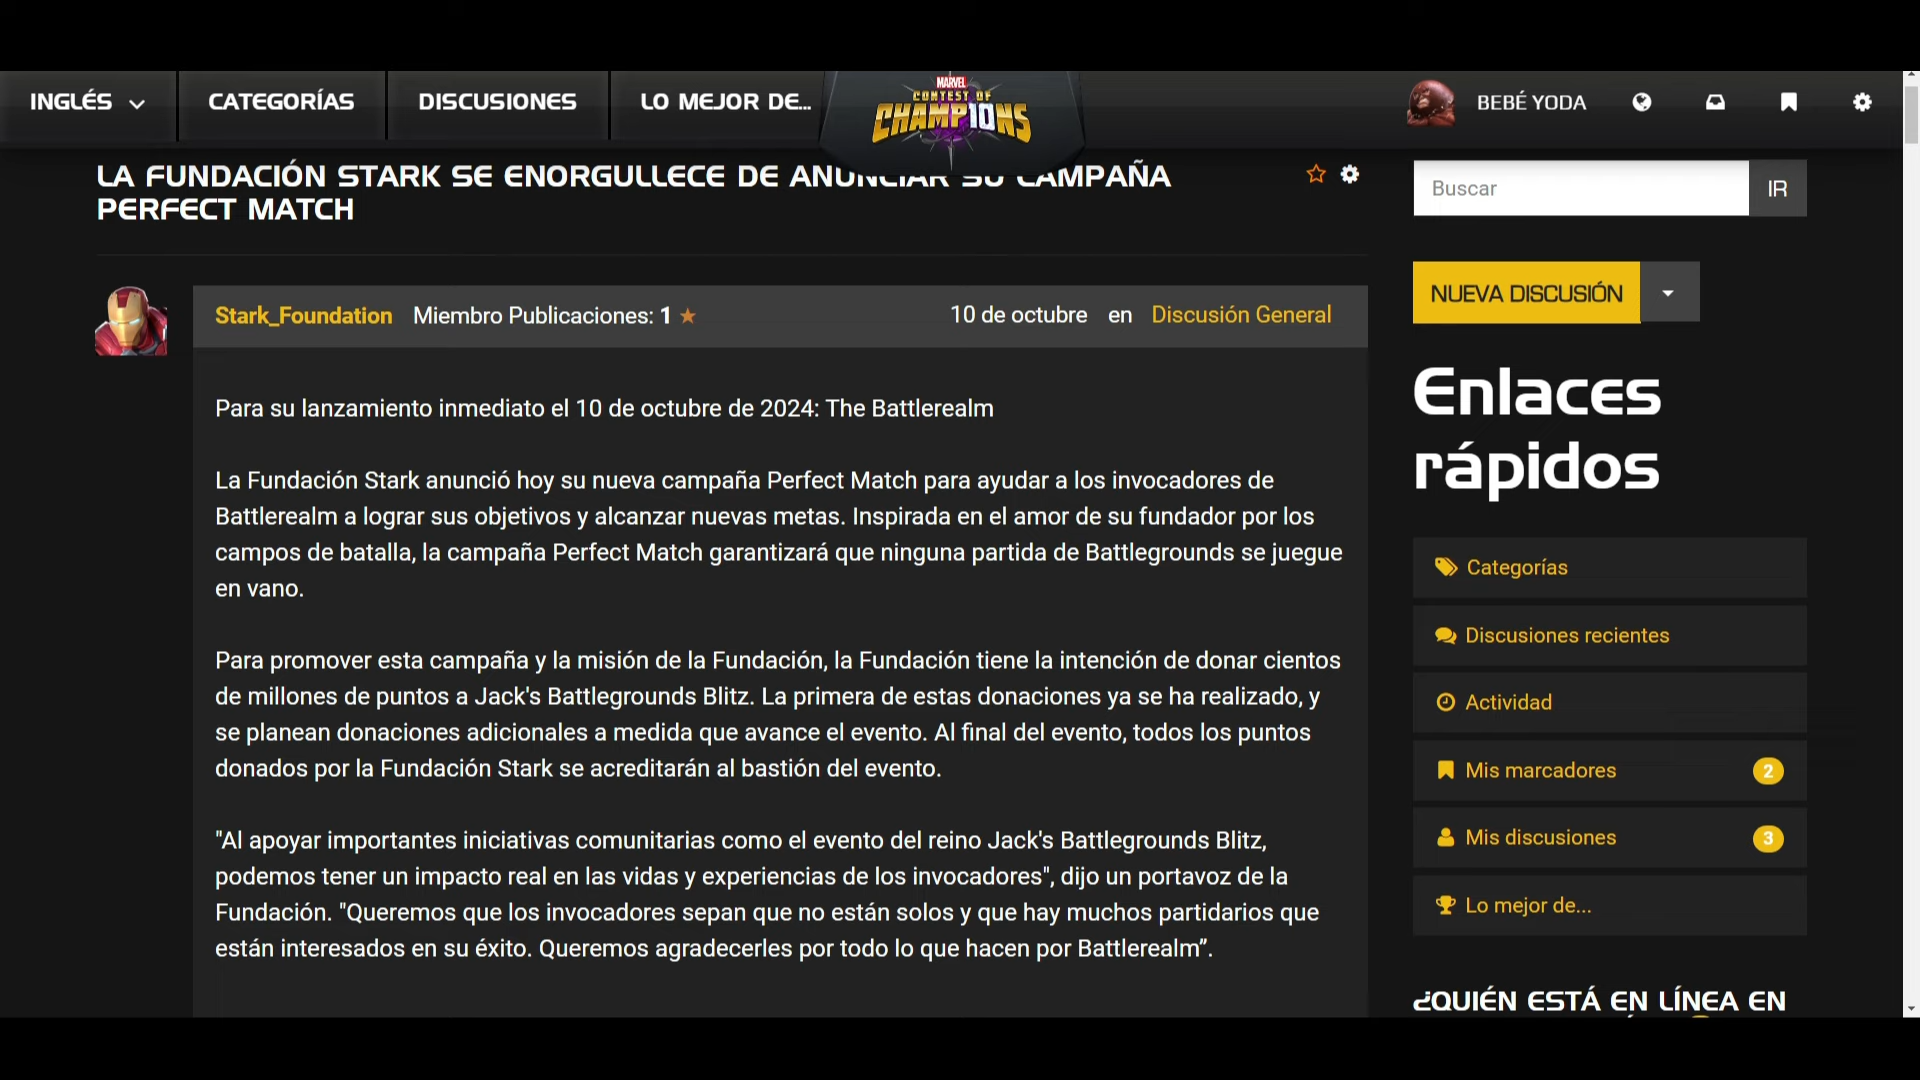 INGLÉS
CATEGORÍAS
DISCUSIONES
LO MEJOR DE...
MARVEL
CONTEST OF
CHAMP10NS
BEBÉ YODA
LA FUNDACIÓN STARK SE ENORGULLECE DE ANUNCIAR SU CAMPAÑA
PERFECT MATCH
Stark_Foundation Miembro Publicaciones: 1 ★
10 de octubre en Discusión General
Para su lanzamiento inmediato el 10 de octubre de 2024: The Battlerealm
La Fundación Stark anunció hoy su nueva campaña Perfect Match para ayudar a los invocadores de
Battlerealm a lograr sus objetivos y alcanzar nuevas metas. Inspirada en el amor de su fundador por los
campos de batalla, la campaña Perfect Match garantizará que ninguna partida de Battlegrounds se juegue
en vano.
Para promover esta campaña y la misión de la Fundación, la Fundación tiene la intención de donar cientos
de millones de puntos a Jack's Battlegrounds Blitz. La primera de estas donaciones ya se ha realizado, y
se planean donaciones adicionales a medida que avance el evento. Al final del evento, todos los puntos
donados por la Fundación Stark se acreditarán al bastión del evento.
"Al apoyar importantes iniciativas comunitarias como el evento del reino Jack's Battlegrounds Blitz,
podemos tener un impacto real en las vidas y experiencias de los invocadores", dijo un portavoz de la
Fundación. "Queremos que los invocadores sepan que no están solos y que hay muchos partidarios que
están interesados en su éxito. Queremos agradecerles por todo lo que hacen por Battlerealm”.
Buscar
IR
NUEVA DISCUSIÓN
Enlaces
rápidos
Categorías
Discusiones recientes
Actividad
Mis marcadores 2
Mis discusiones 3
Lo mejor de...
¿QUIÉN ESTÁ EN LÍNEA EN